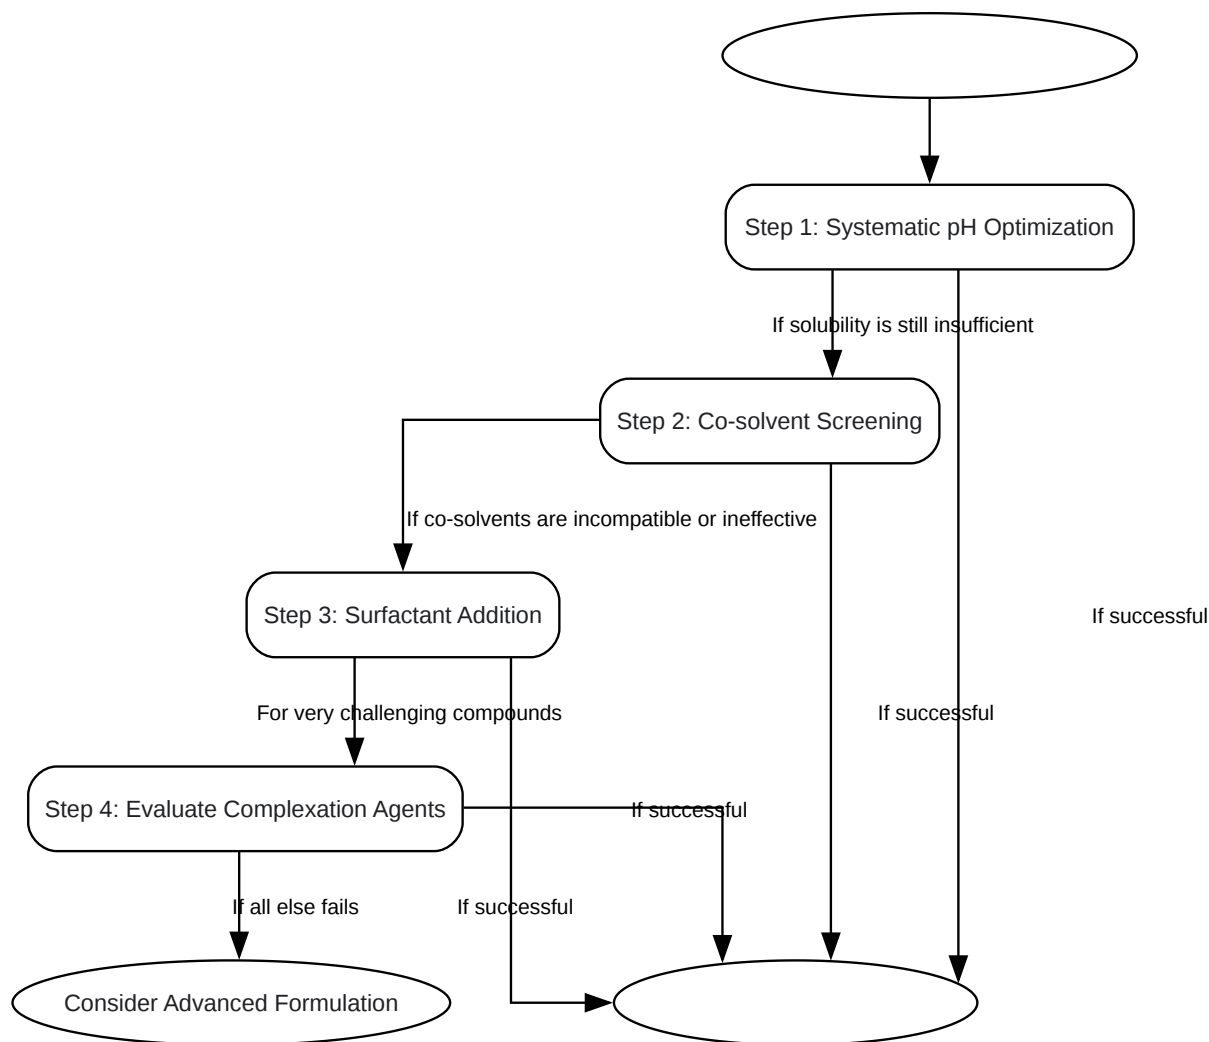 Step 1: Systematic pH Optimization
If solubility is still insufficient
Step 2: Co-solvent Screening
If co-solvents are incompatible or ineffective
Step 3: Surfactant Addition
If successful
For very challenging compounds
If successful
Step 4: Evaluate Complexation Agents
If successful
If all else fails
If successful
Consider Advanced Formulation